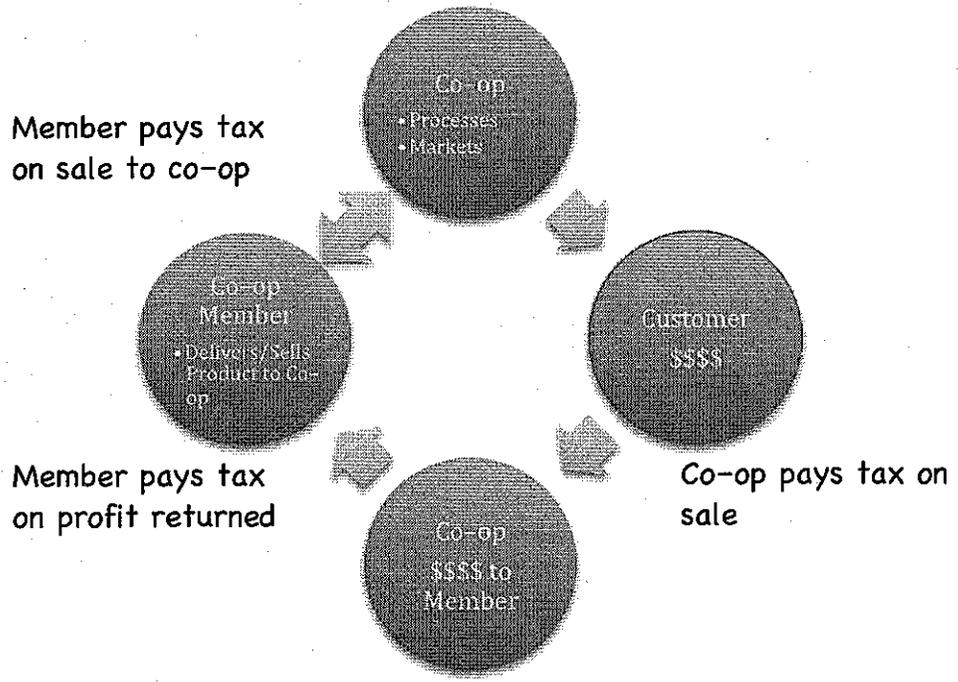 Co-op
• Processes
• Markets
Member pays tax
on sale to co-op
Co-op
Member
• Delivers/Sells
Product to Co-
op
Customer
$$$$
Member pays tax
on profit returned
Co-op pays tax on
sale
Co-op
$$$$ to
Member